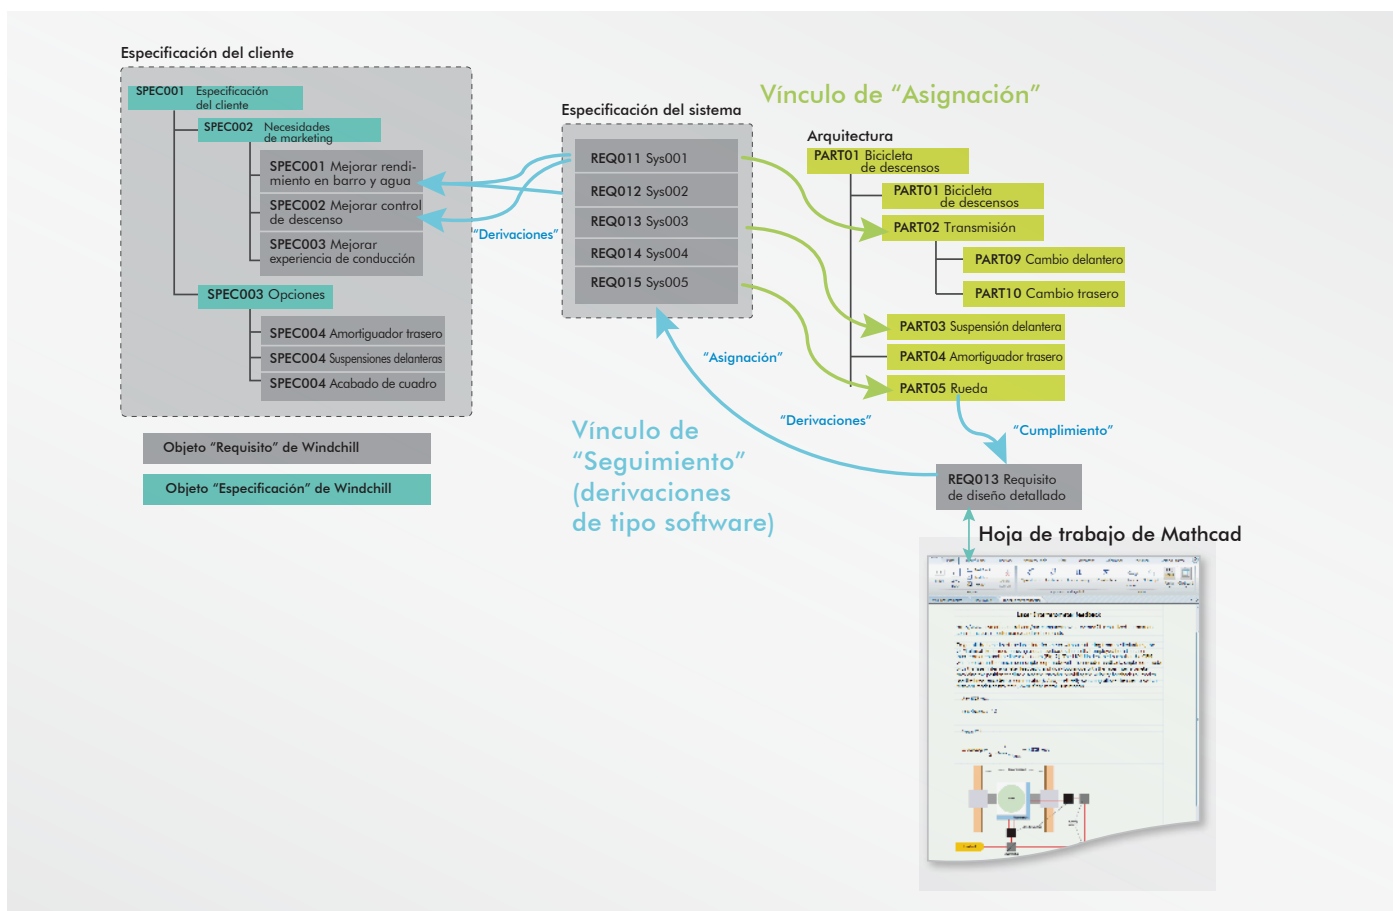 Especificación del cliente
SPEC001 Especificación
del cliente
SPEC002 Necesidades
de marketing
SPEC001 Mejorar rendi-
miento en barro y agua
SPEC002 Mejorar control
de descenso
SPEC003 Mejorar
experiencia de conducción
SPEC003 Opciones
SPEC004 Amortiguador trasero
SPEC004 Suspensiones delanteras
SPEC004 Acabado de cuadro
Objeto “Requisito” de Windchill
Objeto “Especificación” de Windchill
“Derivaciones”
Especificación del sistema
REQ011 Sys001
REQ012 Sys002
REQ013 Sys003
REQ014 Sys004
REQ015 Sys005
Vínculo de “Asignación”
Arquitectura
PART01 Bicicleta
de descensos
PART01 Bicicleta
de descensos
PART02 Transmisión
PART09 Cambio delantero
PART10 Cambio trasero
PART03 Suspensión delantera
PART04 Amortiguador trasero
PART05 Rueda
“Asignación”
“Derivaciones”
“Cumplimiento”
Vínculo de
“Seguimiento”
(derivaciones
de tipo software)
REQ013 Requisito
de diseño detallado
Hoja de trabajo de Mathcad